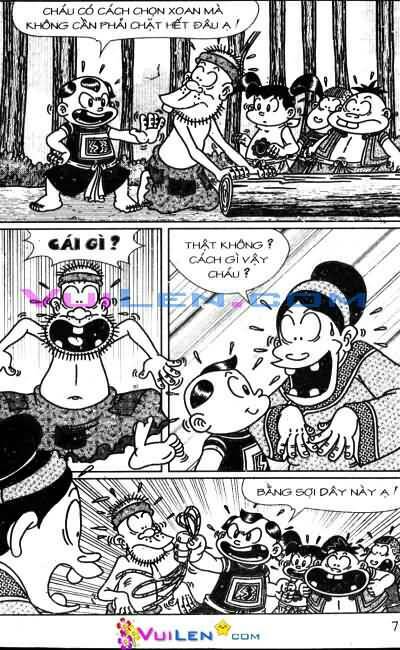 CHÁU CÓ CÁCH CHỌN XOAN MÀ
KHÔNG CẦN PHẢI CHẶT HẾT ĐÂU Ạ!
CÁI GÌ?
THẬT KHÔNG?
CÁCH GÌ VẬY
CHÁU?
VUILEN.COM
BẰNG SỢI DÂY NÀY Ạ!
7
VUILEN.COM